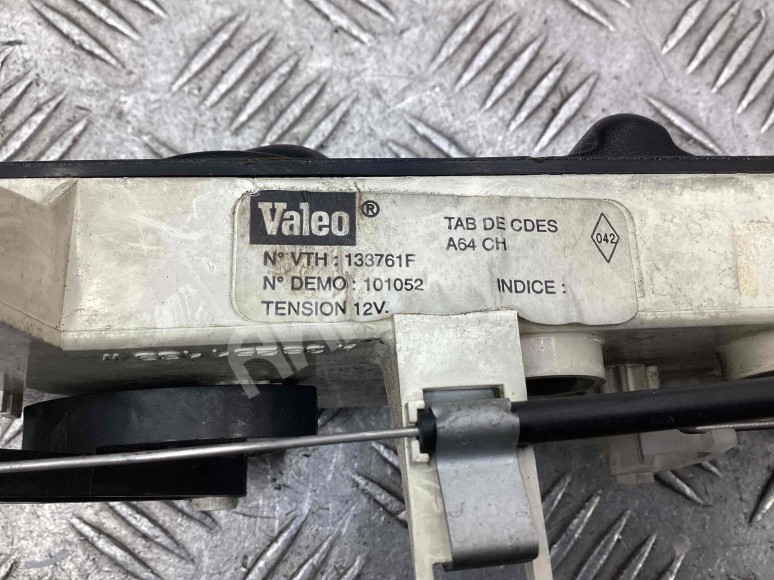 Valeo ®
TAB DE CDES
A64 CH
042
N° VTH : 133761F
N° DEMO : 101052 INDICE :
TENSION 12V.